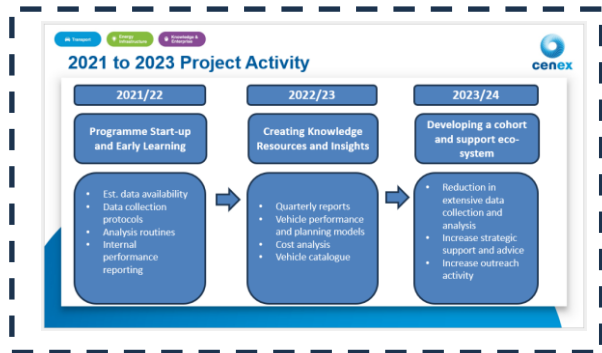 Transport
Energy
Infrastructure
Knowledge &
Enterprise
cenex
2021 to 2023 Project Activity
2021/22
2022/23
2023/24
Programme Start-up
and Early Learning
Creating Knowledge
Resources and Insights
Developing a cohort
and support eco-
system
• Est. data availability
• Data collection
protocols
• Analysis routines
• Internal
performance
reporting
• Quarterly reports
• Vehicle performance
and planning models
• Cost analysis
• Vehicle catalogue
• Reduction in
extensive data
collection and
analysis
• Increase strategic
support and advice
• Increase outreach
activity